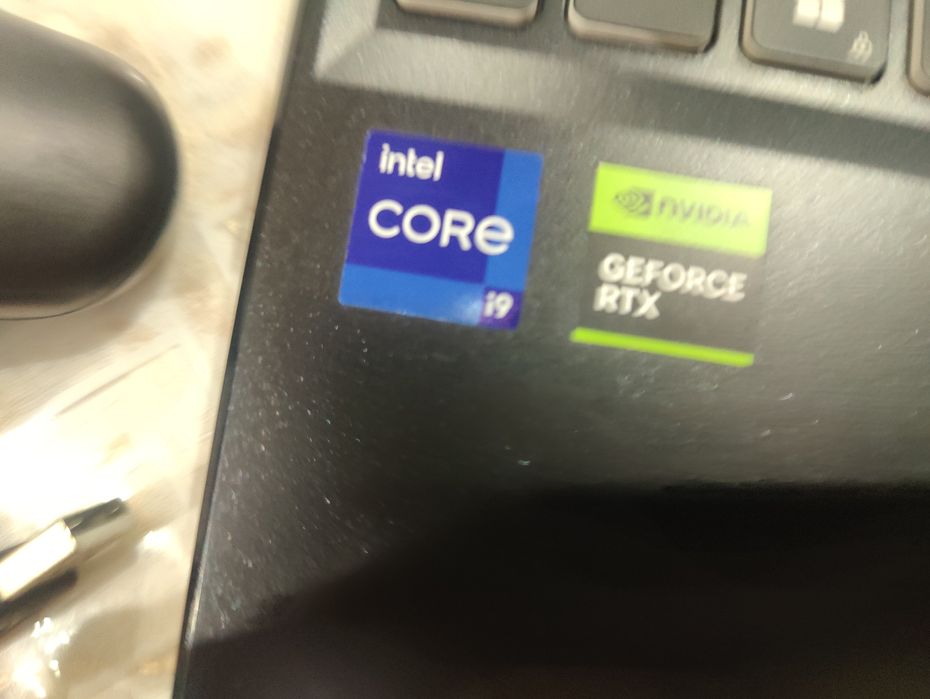 intel
CORe
i9
nVIDIA
GEFORCE
RTX